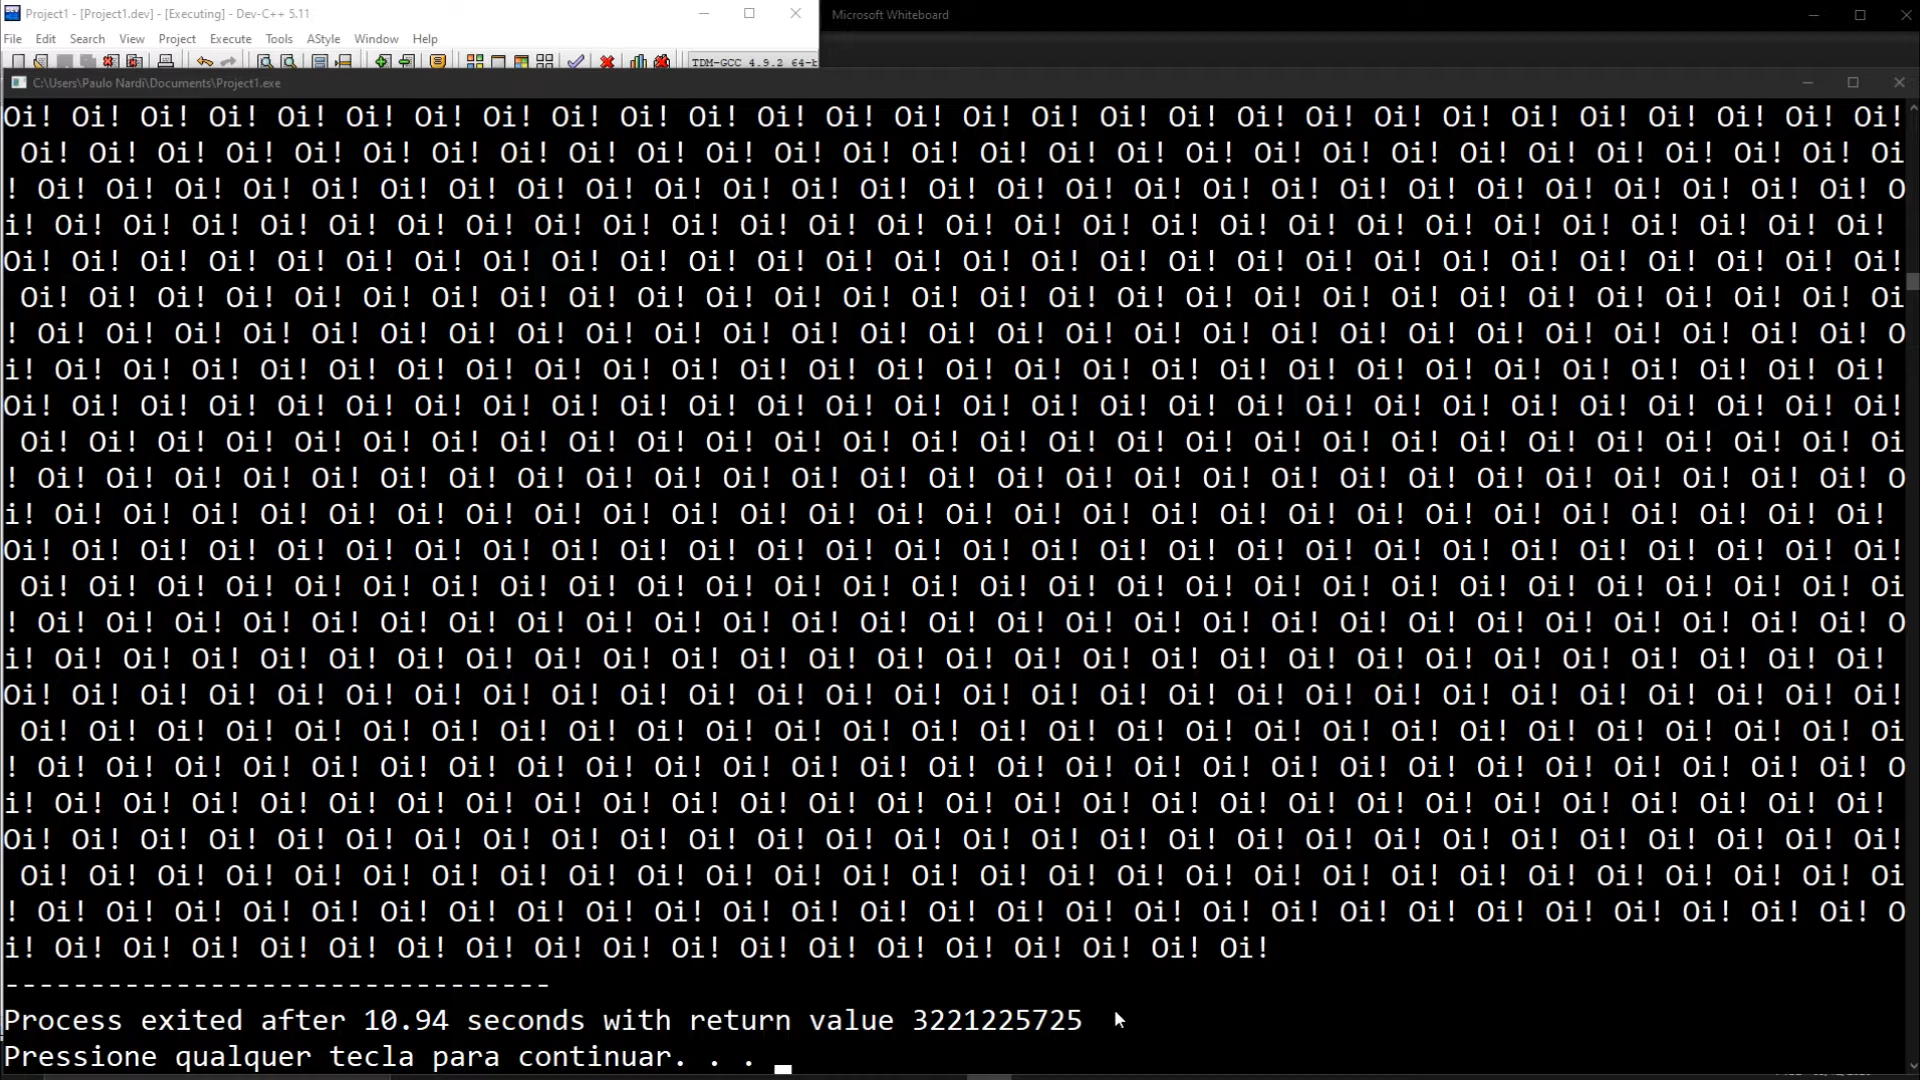 Project1 - [Project1.dev] - [Executing] - Dev-C++ 5.11
Microsoft Whiteboard
File Edit Search View Project Execute Tools AStyle Window Help
TDM-GCC 4.9.2 64-b
C:\Users\Paulo Nardi\Documents\Project1.exe
Oi! Oi! Oi! Oi! Oi! Oi! Oi! Oi! Oi! Oi! Oi! Oi! Oi! Oi! Oi! Oi! Oi! Oi! Oi! Oi! Oi! Oi! Oi! Oi! Oi! Oi! Oi! Oi!
Oi! Oi! Oi! Oi! Oi! Oi! Oi! Oi! Oi! Oi! Oi! Oi! Oi! Oi! Oi! Oi! Oi! Oi! Oi! Oi! Oi! Oi! Oi! Oi! Oi! Oi! Oi! Oi
! Oi! Oi! Oi! Oi! Oi! Oi! Oi! Oi! Oi! Oi! Oi! Oi! Oi! Oi! Oi! Oi! Oi! Oi! Oi! Oi! Oi! Oi! Oi! Oi! Oi! Oi! Oi! O
i! Oi! Oi! Oi! Oi! Oi! Oi! Oi! Oi! Oi! Oi! Oi! Oi! Oi! Oi! Oi! Oi! Oi! Oi! Oi! Oi! Oi! Oi! Oi! Oi! Oi! Oi! Oi!
Oi! Oi! Oi! Oi! Oi! Oi! Oi! Oi! Oi! Oi! Oi! Oi! Oi! Oi! Oi! Oi! Oi! Oi! Oi! Oi! Oi! Oi! Oi! Oi! Oi! Oi! Oi! Oi!
Oi! Oi! Oi! Oi! Oi! Oi! Oi! Oi! Oi! Oi! Oi! Oi! Oi! Oi! Oi! Oi! Oi! Oi! Oi! Oi! Oi! Oi! Oi! Oi! Oi! Oi! Oi! Oi
! Oi! Oi! Oi! Oi! Oi! Oi! Oi! Oi! Oi! Oi! Oi! Oi! Oi! Oi! Oi! Oi! Oi! Oi! Oi! Oi! Oi! Oi! Oi! Oi! Oi! Oi! Oi! O
i! Oi! Oi! Oi! Oi! Oi! Oi! Oi! Oi! Oi! Oi! Oi! Oi! Oi! Oi! Oi! Oi! Oi! Oi! Oi! Oi! Oi! Oi! Oi! Oi! Oi! Oi! Oi!
Oi! Oi! Oi! Oi! Oi! Oi! Oi! Oi! Oi! Oi! Oi! Oi! Oi! Oi! Oi! Oi! Oi! Oi! Oi! Oi! Oi! Oi! Oi! Oi! Oi! Oi! Oi! Oi!
Oi! Oi! Oi! Oi! Oi! Oi! Oi! Oi! Oi! Oi! Oi! Oi! Oi! Oi! Oi! Oi! Oi! Oi! Oi! Oi! Oi! Oi! Oi! Oi! Oi! Oi! Oi! Oi
! Oi! Oi! Oi! Oi! Oi! Oi! Oi! Oi! Oi! Oi! Oi! Oi! Oi! Oi! Oi! Oi! Oi! Oi! Oi! Oi! Oi! Oi! Oi! Oi! Oi! Oi! Oi! O
i! Oi! Oi! Oi! Oi! Oi! Oi! Oi! Oi! Oi! Oi! Oi! Oi! Oi! Oi! Oi! Oi! Oi! Oi! Oi! Oi! Oi! Oi! Oi! Oi! Oi! Oi! Oi!
Oi! Oi! Oi! Oi! Oi! Oi! Oi! Oi! Oi! Oi! Oi! Oi! Oi! Oi! Oi! Oi! Oi! Oi! Oi! Oi! Oi! Oi! Oi! Oi! Oi! Oi! Oi! Oi!
Oi! Oi! Oi! Oi! Oi! Oi! Oi! Oi! Oi! Oi! Oi! Oi! Oi! Oi! Oi! Oi! Oi! Oi! Oi! Oi! Oi! Oi! Oi! Oi! Oi! Oi! Oi! Oi
! Oi! Oi! Oi! Oi! Oi! Oi! Oi! Oi! Oi! Oi! Oi! Oi! Oi! Oi! Oi! Oi! Oi! Oi! Oi! Oi! Oi! Oi! Oi! Oi! Oi! Oi! Oi! O
i! Oi! Oi! Oi! Oi! Oi! Oi! Oi! Oi! Oi! Oi! Oi! Oi! Oi! Oi! Oi! Oi! Oi! Oi! Oi! Oi! Oi! Oi! Oi! Oi! Oi! Oi! Oi!
Oi! Oi! Oi! Oi! Oi! Oi! Oi! Oi! Oi! Oi! Oi! Oi! Oi! Oi! Oi! Oi! Oi! Oi! Oi! Oi! Oi! Oi! Oi! Oi! Oi! Oi! Oi! Oi!
Oi! Oi! Oi! Oi! Oi! Oi! Oi! Oi! Oi! Oi! Oi! Oi! Oi! Oi! Oi! Oi! Oi! Oi! Oi! Oi! Oi! Oi! Oi! Oi! Oi! Oi! Oi! Oi
! Oi! Oi! Oi! Oi! Oi! Oi! Oi! Oi! Oi! Oi! Oi! Oi! Oi! Oi! Oi! Oi! Oi! Oi! Oi! Oi! Oi! Oi! Oi! Oi! Oi! Oi! Oi! O
i! Oi! Oi! Oi! Oi! Oi! Oi! Oi! Oi! Oi! Oi! Oi! Oi! Oi! Oi! Oi! Oi! Oi! Oi! Oi! Oi! Oi! Oi! Oi! Oi! Oi! Oi! Oi!
Oi! Oi! Oi! Oi! Oi! Oi! Oi! Oi! Oi! Oi! Oi! Oi! Oi! Oi! Oi! Oi! Oi! Oi! Oi! Oi! Oi! Oi! Oi! Oi! Oi! Oi! Oi! Oi!
Oi! Oi! Oi! Oi! Oi! Oi! Oi! Oi! Oi! Oi! Oi! Oi! Oi! Oi! Oi! Oi! Oi! Oi! Oi! Oi! Oi! Oi! Oi! Oi! Oi! Oi! Oi! Oi
! Oi! Oi! Oi! Oi! Oi! Oi! Oi! Oi! Oi! Oi! Oi! Oi! Oi! Oi! Oi! Oi! Oi! Oi! Oi! Oi! Oi! Oi! Oi! Oi! Oi! Oi! Oi! O
i! Oi! Oi! Oi! Oi! Oi! Oi! Oi! Oi! Oi! Oi! Oi! Oi! Oi! Oi! Oi! Oi! Oi! Oi!
--------------------------------
Process exited after 10.94 seconds with return value 3221225725
Pressione qualquer tecla para continuar. . .